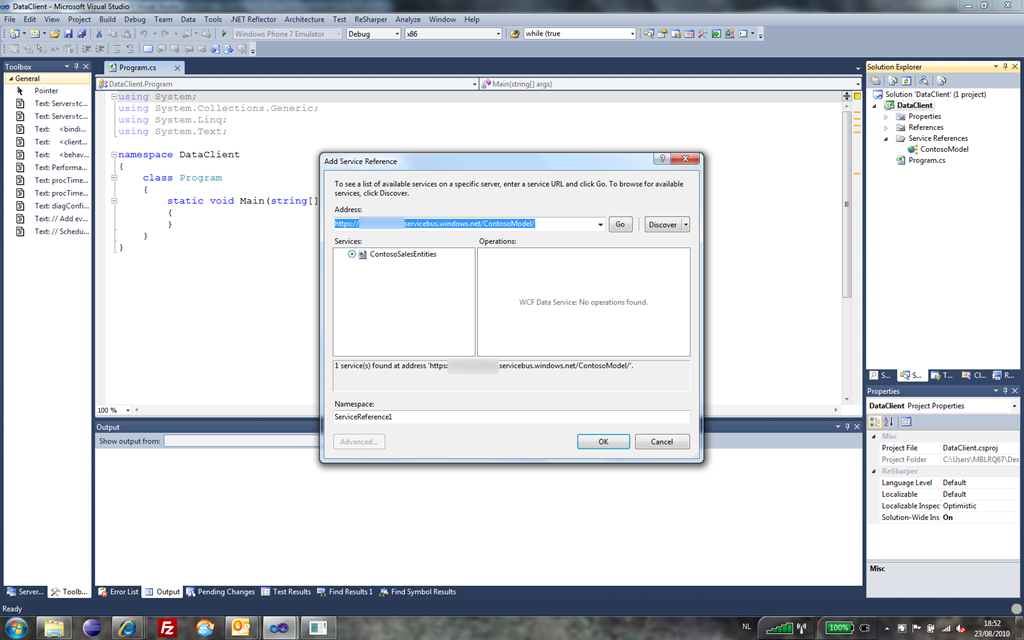 DataClient - Microsoft Visual Studio
File Edit View Project Build Debug Team Data Tools .NET Reflector Architecture Test ReSharper Analyze Window Help
Windows Phone 7 Emulator Debug x86 while (true
Toolbox
General
Pointer
Text: Server=tc...
Text: Server=tc...
Text: <bindi...
Text: <client...
Text: <behav...
Text: Performa...
Text: procTime...
Text: procTime...
Text: diagConfi...
Text: // Add ev...
Text: // Schedu...
Program.cs
DataClient.Program Main(string[] args)
using System;
using System.Collections.Generic;
using System.Linq;
using System.Text;
namespace DataClient
{
class Program
{
static void Main(string[]
{
}
}
}
100 %
Add Service Reference
To see a list of available services on a specific server, enter a service URL and click Go. To browse for available
services, click Discover.
Address:
https:// servicebus.windows.net/ContosoModel/
Go Discover
Services: Operations:
ContosoSalesEntities
WCF Data Service: No operations found.
1 service(s) found at address 'https: servicebus.windows.net/ContosoModel/'.
Namespace:
ServiceReference1
Advanced... OK Cancel
Output
Show output from:
Solution Explorer
Solution 'DataClient' (1 project)
DataClient
Properties
References
Service References
ContosoModel
Program.cs
S... S... T... Cl... R...
Properties
DataClient Project Properties
Misc
Project File DataClient.csproj
Project Folder C:\Users\MBLRQ67\Des
ReSharper
Language Level Default
Localizable Default
Localizable Inspec Optimistic
Solution-Wide Ins On
Misc
Server... Toolb... Error List Output Pending Changes Test Results Find Results 1 Find Symbol Results
Ready
NL 100% 18:52
23/08/2010